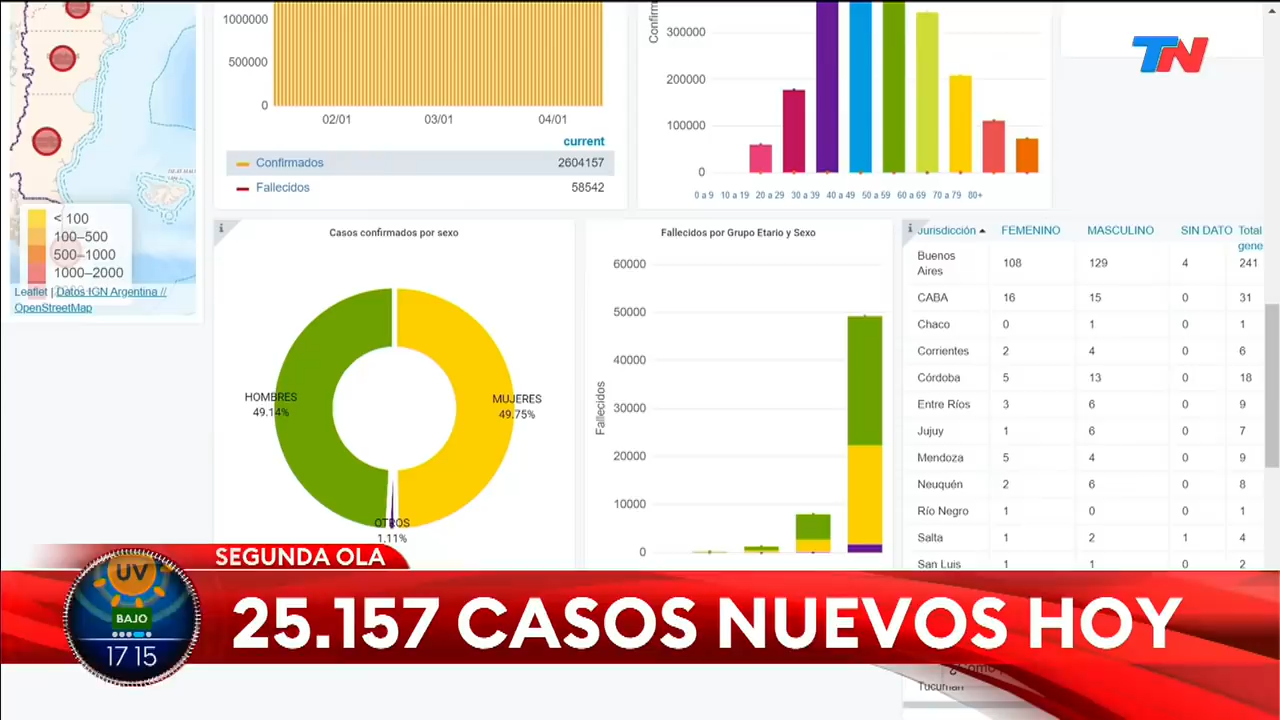 TN
1000000
500000
0
02/01
03/01
04/01
current
Confirmados
2604157
Fallecidos
58542
300000
200000
100000
0
0 a 9
10 a 19
20 a 29
30 a 39
40 a 49
50 a 59
60 a 69
70 a 79
80+
< 100
100–500
500–1000
1000–2000
Leaflet | Datos IGN Argentina //
OpenStreetMap
Casos confirmados por sexo
HOMBRES
49.14%
MUJERES
49.75%
OTROS
1.11%
Fallecidos por Grupo Etario y Sexo
Fallecidos
60000
50000
40000
30000
20000
10000
0
Jurisdicción FEMENINO MASCULINO SIN DATO Total
gene
Buenos
Aires 108 129 4 241
CABA 16 15 0 31
Chaco 0 1 0 1
Corrientes 2 4 0 6
Córdoba 5 13 0 18
Entre Ríos 3 6 0 9
Jujuy 1 6 0 7
Mendoza 5 4 0 9
Neuquén 2 6 0 8
Río Negro 1 0 0 1
Salta 1 2 1 4
San Luis 1 1 0 2
SEGUNDA OLA
25.157 CASOS NUEVOS HOY
UV
BAJO
17 15
Tucumán